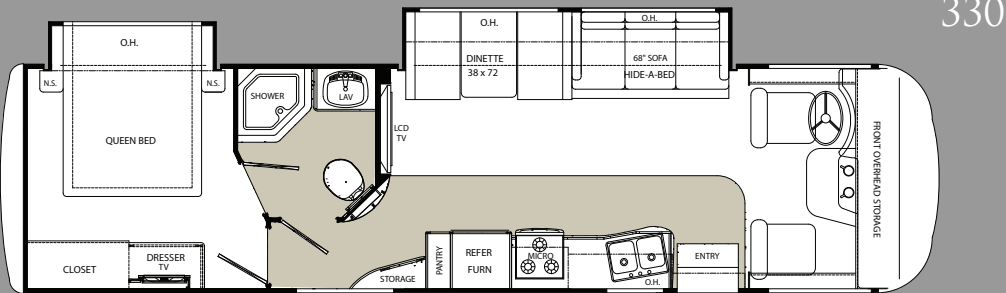 330
O.H.
N.S.
N.S.
QUEEN BED
SHOWER
LAV
LCD
TV
O.H.
DINETTE
38 x 72
O.H.
68" SOFA
HIDE-A-BED
FRONT OVERHEAD STORAGE
CLOSET
DRESSER
TV
STORAGE
PANTRY
REFER
FURN
MICRO
O.H.
ENTRY